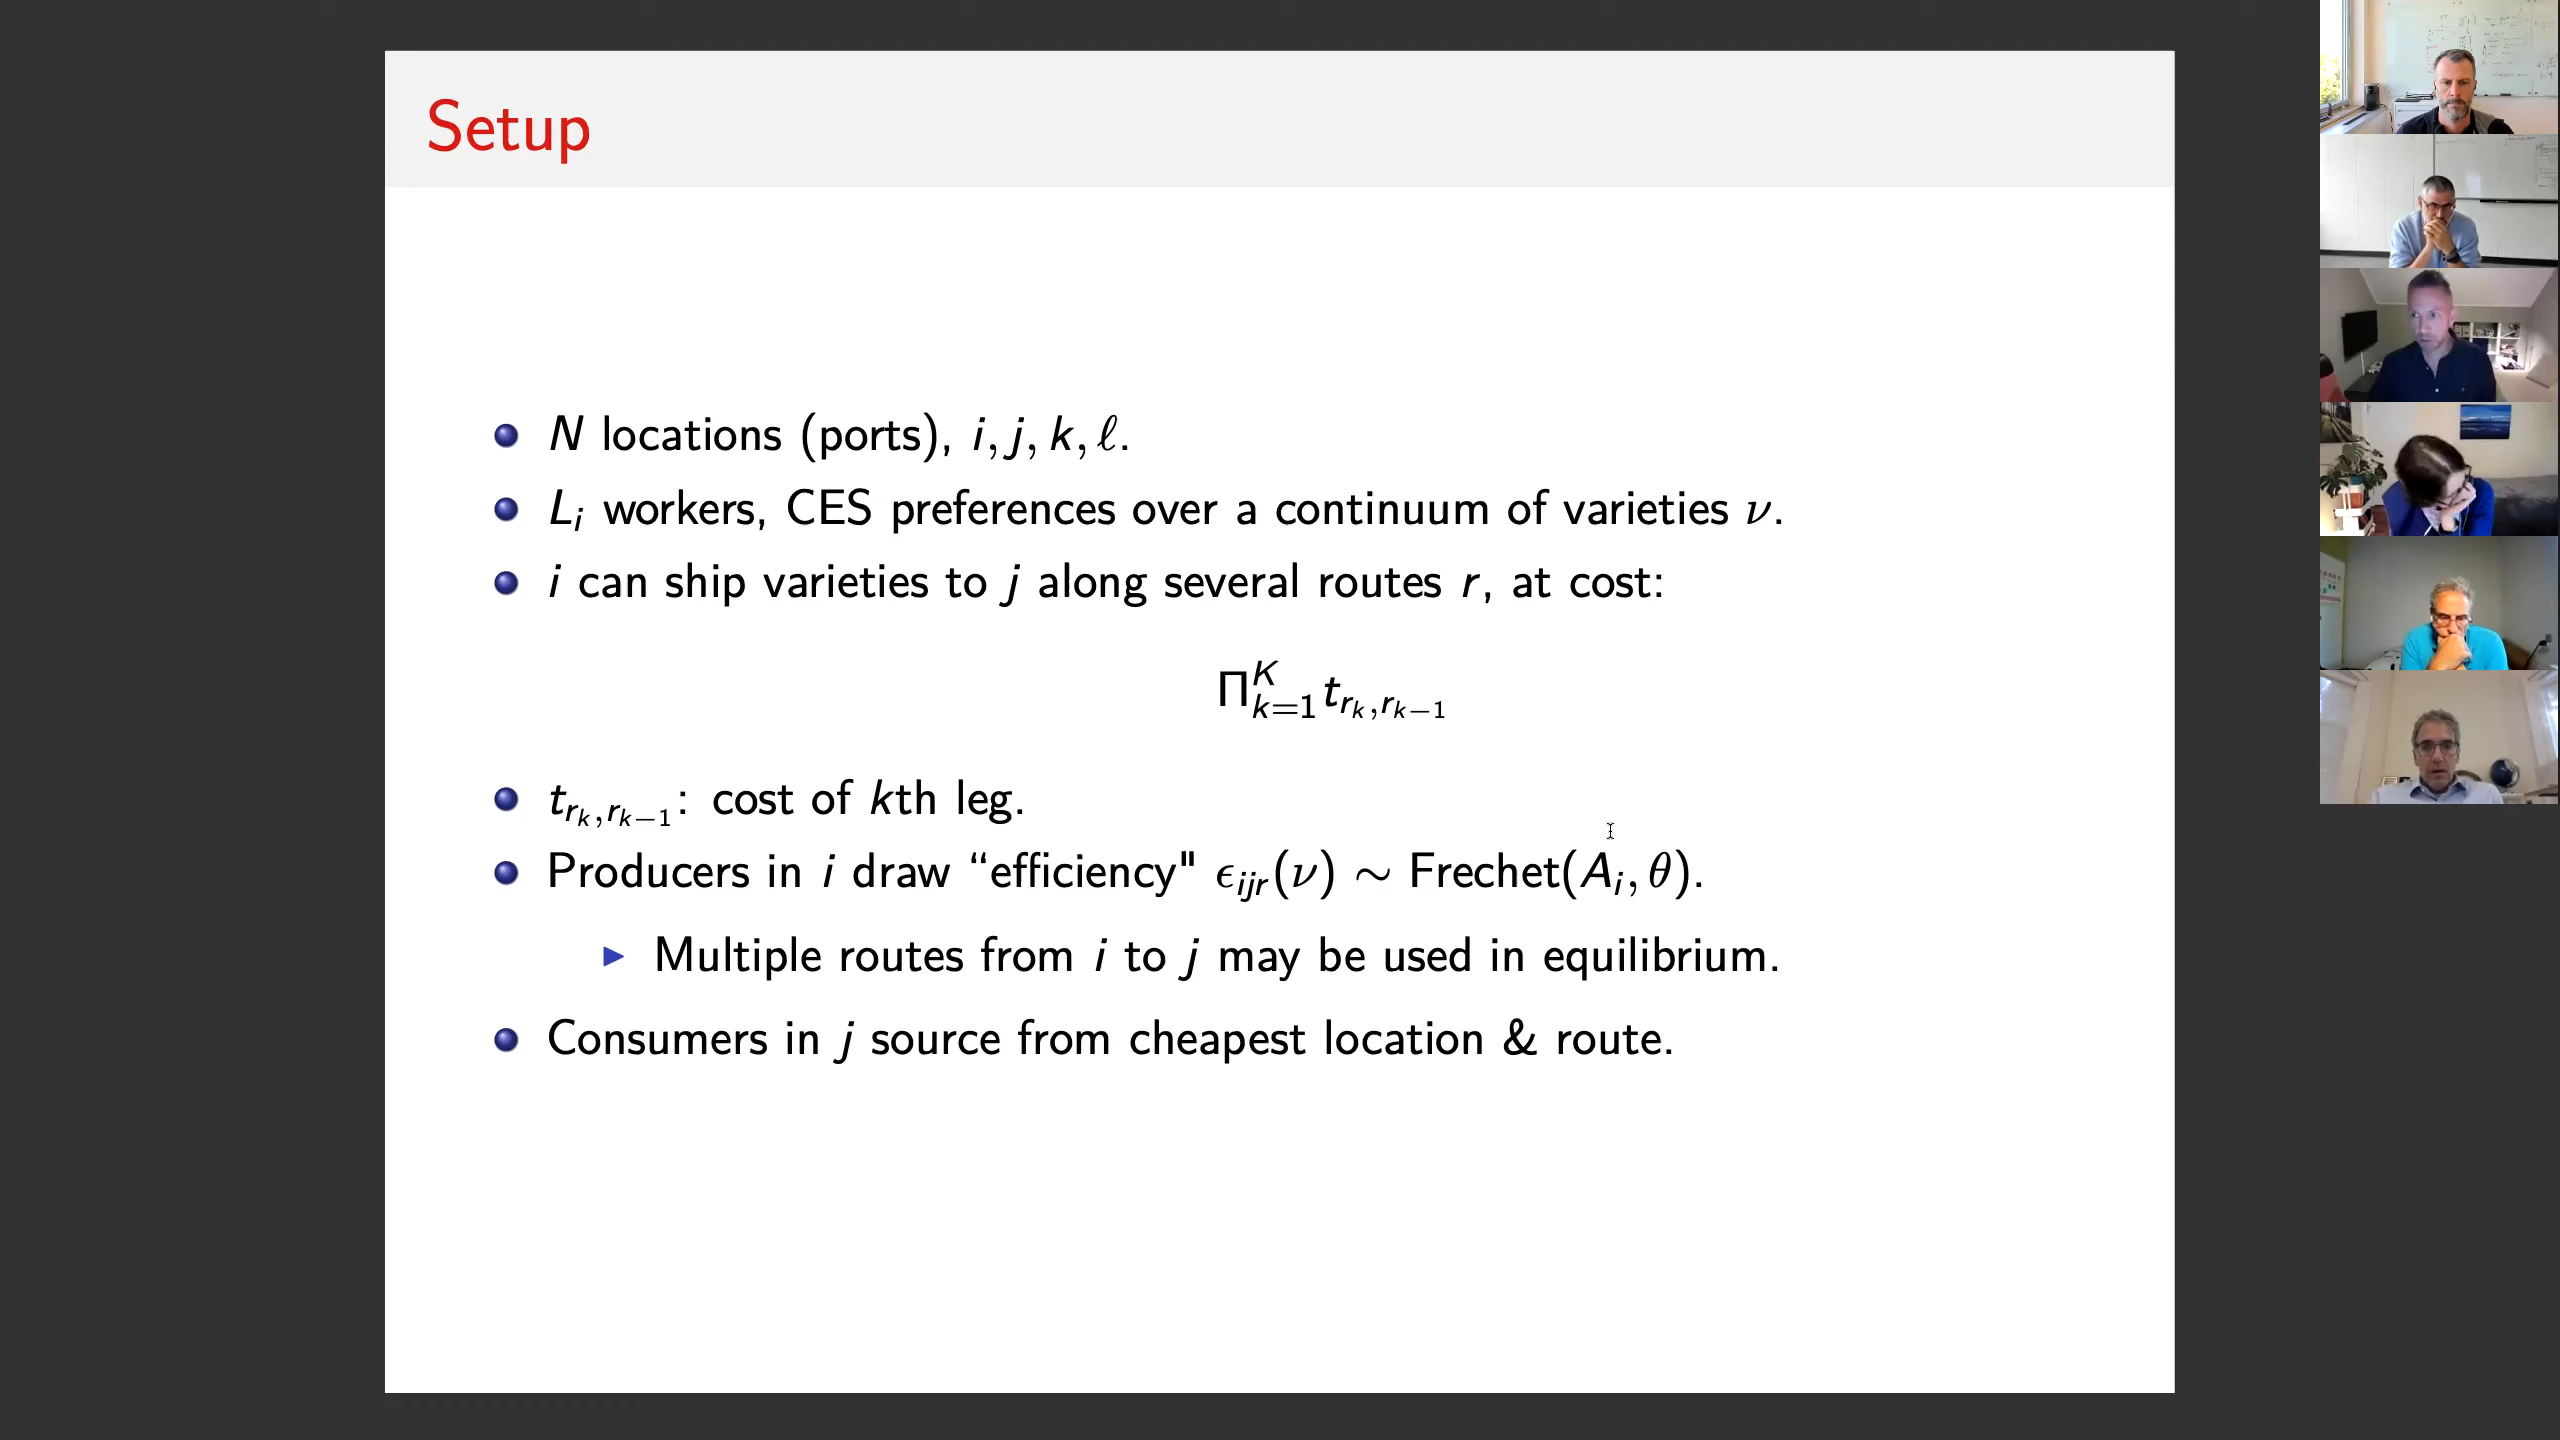 Setup
N locations (ports), i, j, k, ℓ.
L_i workers, CES preferences over a continuum of varieties ν.
i can ship varieties to j along several routes r, at cost:
Π_{k=1}^{K} t_{r_k,r_{k−1}}
t_{r_k,r_{k−1}}: cost of kth leg.
Producers in i draw “efficiency" ϵ_{ijr}(ν) ∼ Frechet(A_i, θ).
Multiple routes from i to j may be used in equilibrium.
Consumers in j source from cheapest location & route.